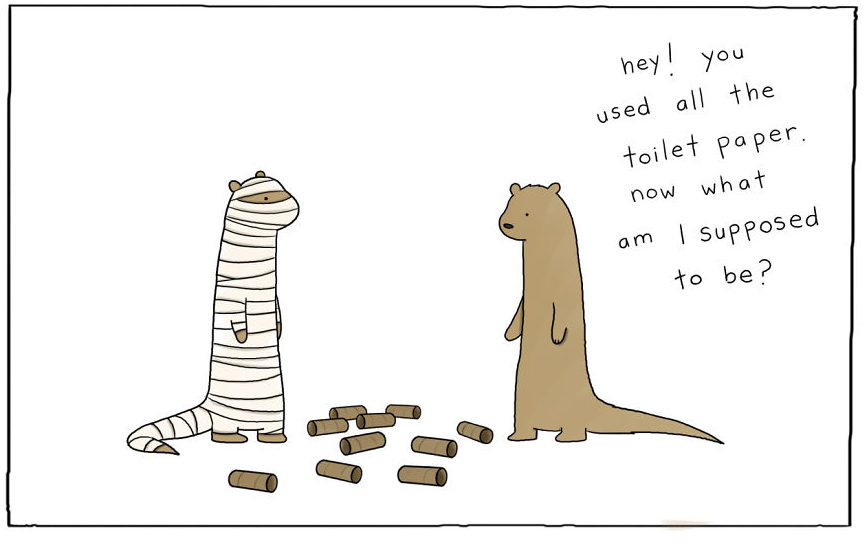 hey! you
used all the
toilet paper.
now what
am I supposed
to be?